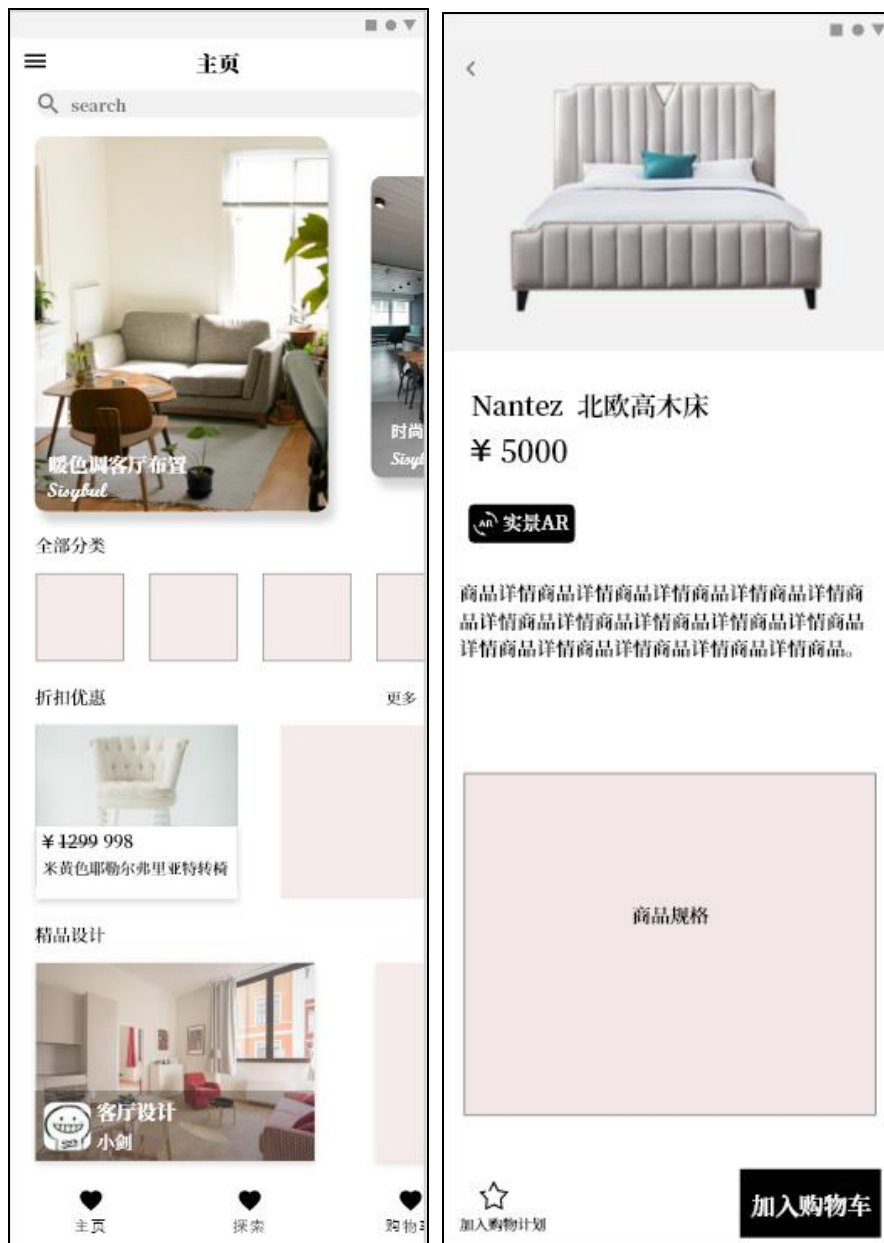 主页
search
暖色调客厅布置
Sisybul
时尚
Sisybul
全部分类
折扣优惠
更多
¥ 1299 998
米黄色耶勒尔弗里亚特转椅
精品设计
客厅设计
小剑
主页
探索
购物车
Nantez 北欧高木床
¥ 5000
AR 实景AR
商品详情商品详情商品详情商品详情商品详情商
品详情商品详情商品详情商品详情商品详情商品
详情商品详情商品详情商品详情商品详情商品。
商品规格
加入购物计划
加入购物车